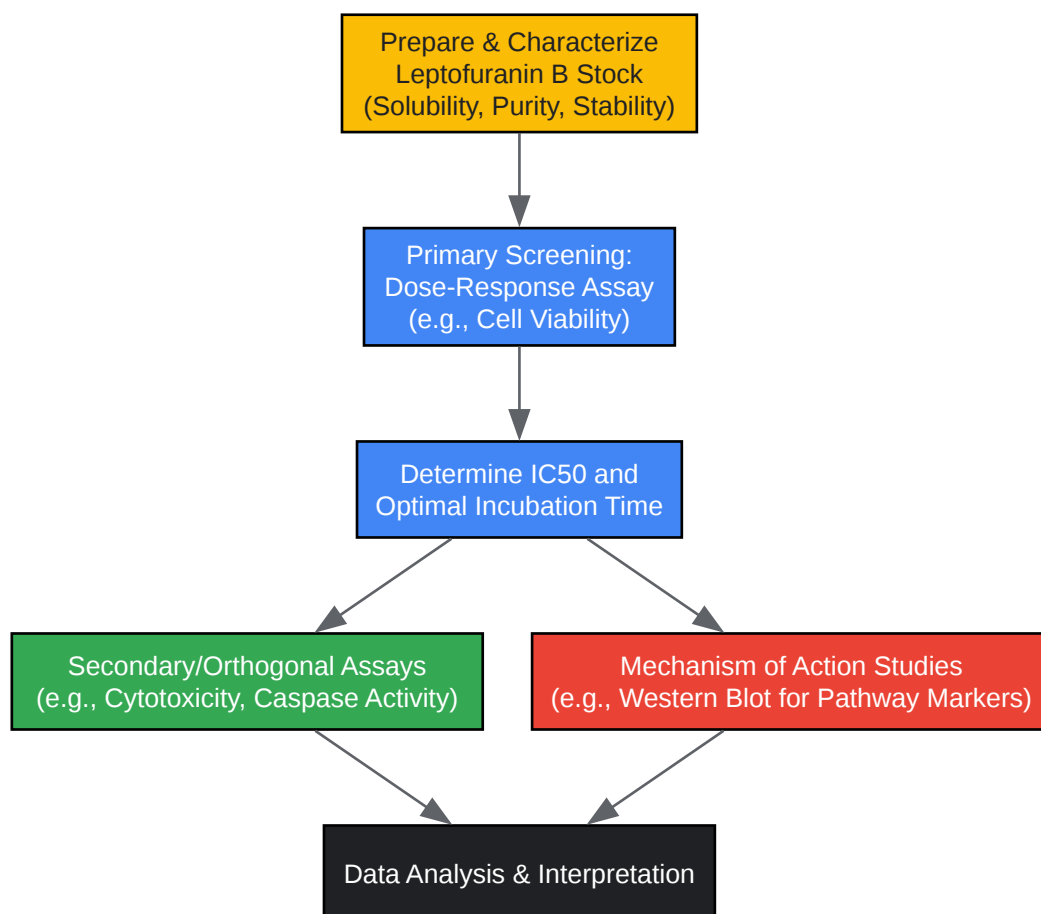 Prepare & Characterize
Leptofuranin B Stock
(Solubility, Purity, Stability)
Primary Screening:
Dose-Response Assay
(e.g., Cell Viability)
Determine IC50 and
Optimal Incubation Time
Secondary/Orthogonal Assays
(e.g., Cytotoxicity, Caspase Activity)
Mechanism of Action Studies
(e.g., Western Blot for Pathway Markers)
Data Analysis & Interpretation